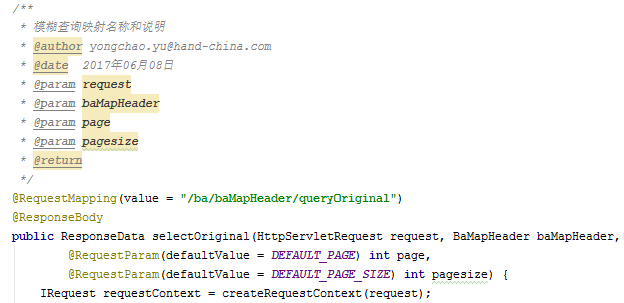 /**
* 模糊查询映射名称和说明
* @author yongchao.yu@hand-china.com
* @date 2017年06月08日
* @param request
* @param baMapHeader
* @param page
* @param pagesize
* @return
*/
@RequestMapping(value = "/ba/baMapHeader/queryOriginal")
@ResponseBody
public ResponseData selectOriginal(HttpServletRequest request, BaMapHeader baMapHeader,
@RequestParam(defaultValue = DEFAULT_PAGE) int page,
@RequestParam(defaultValue = DEFAULT_PAGE_SIZE) int pagesize) {
IRequest requestContext = createRequestContext(request);